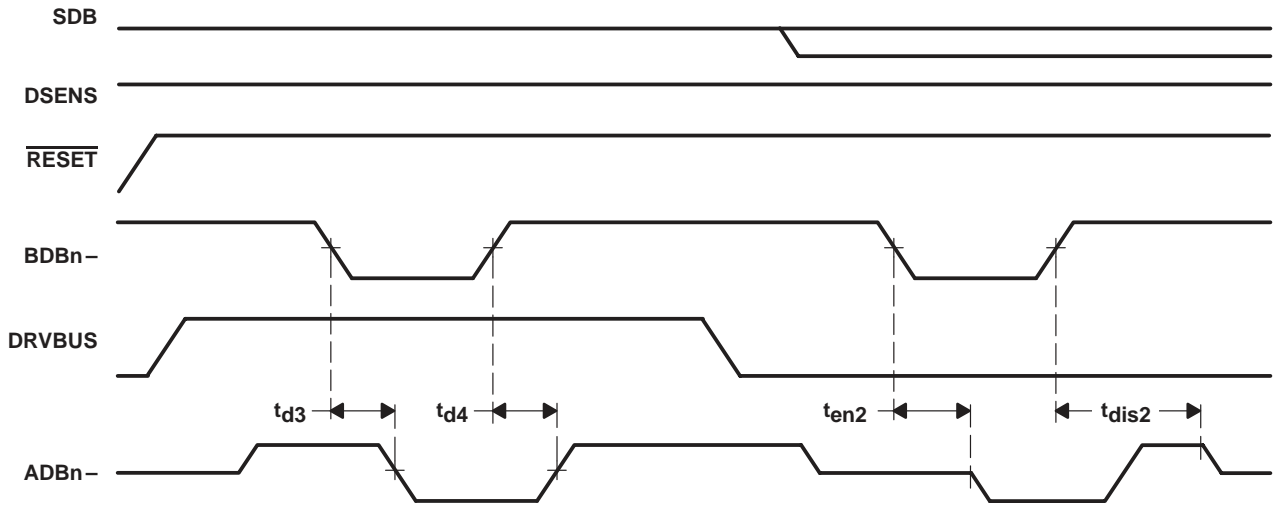 SDB
DSENS
RESET
BDBn–
DRVBUS
td3
td4
ten2
tdis2
ADBn–